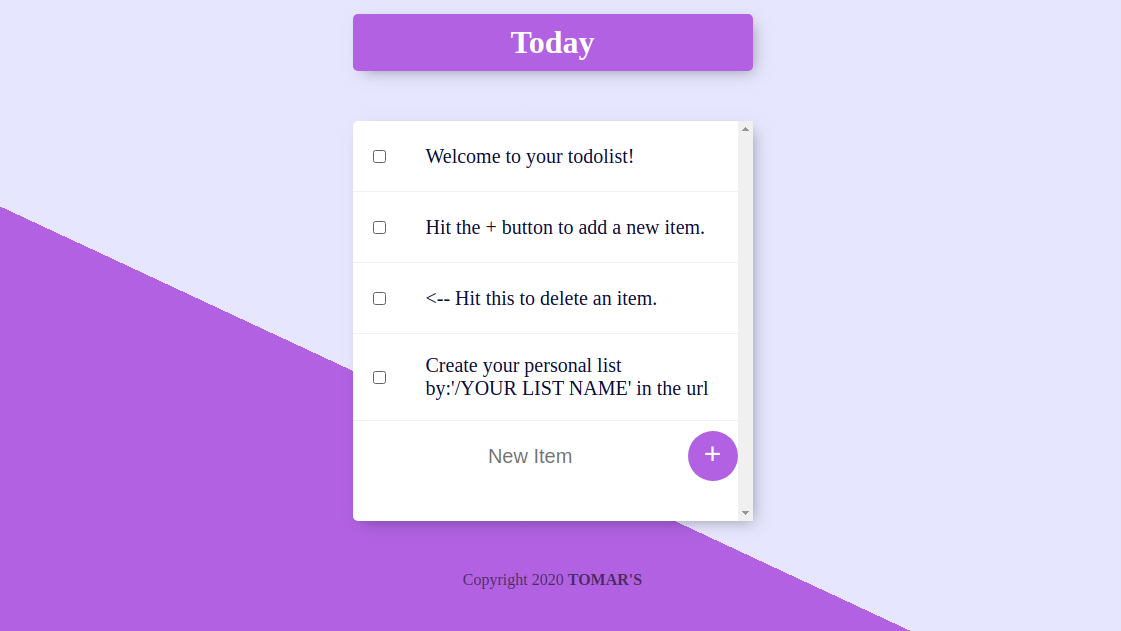 Today
Welcome to your todolist!
Hit the + button to add a new item.
<-- Hit this to delete an item.
Create your personal list
by:'/YOUR LIST NAME' in the url
New Item
+
Copyright 2020 TOMAR'S